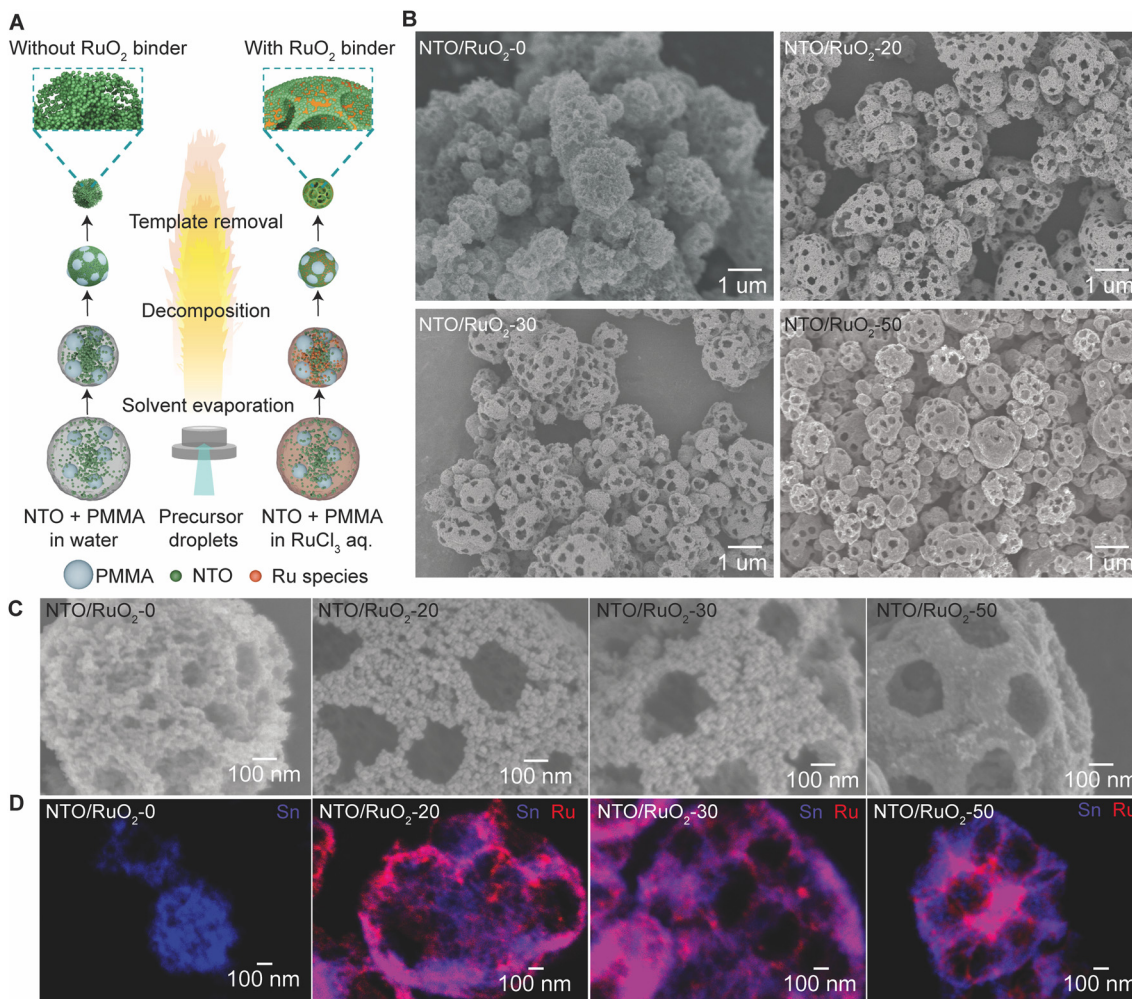 A
Without RuO₂ binder
With RuO₂ binder
Template removal
Decomposition
Solvent evaporation
NTO + PMMA
in water
Precursor
droplets
NTO + PMMA
in RuCl₃ aq.
PMMA
NTO
Ru species
B
NTO/RuO₂-0
1 um
NTO/RuO₂-20
1 um
NTO/RuO₂-30
1 um
NTO/RuO₂-50
1 um
C
NTO/RuO₂-0
100 nm
NTO/RuO₂-20
100 nm
NTO/RuO₂-30
100 nm
NTO/RuO₂-50
100 nm
D
NTO/RuO₂-0 Sn
100 nm
NTO/RuO₂-20 Sn Ru
100 nm
NTO/RuO₂-30 Sn Ru
100 nm
NTO/RuO₂-50 Sn Ru
100 nm